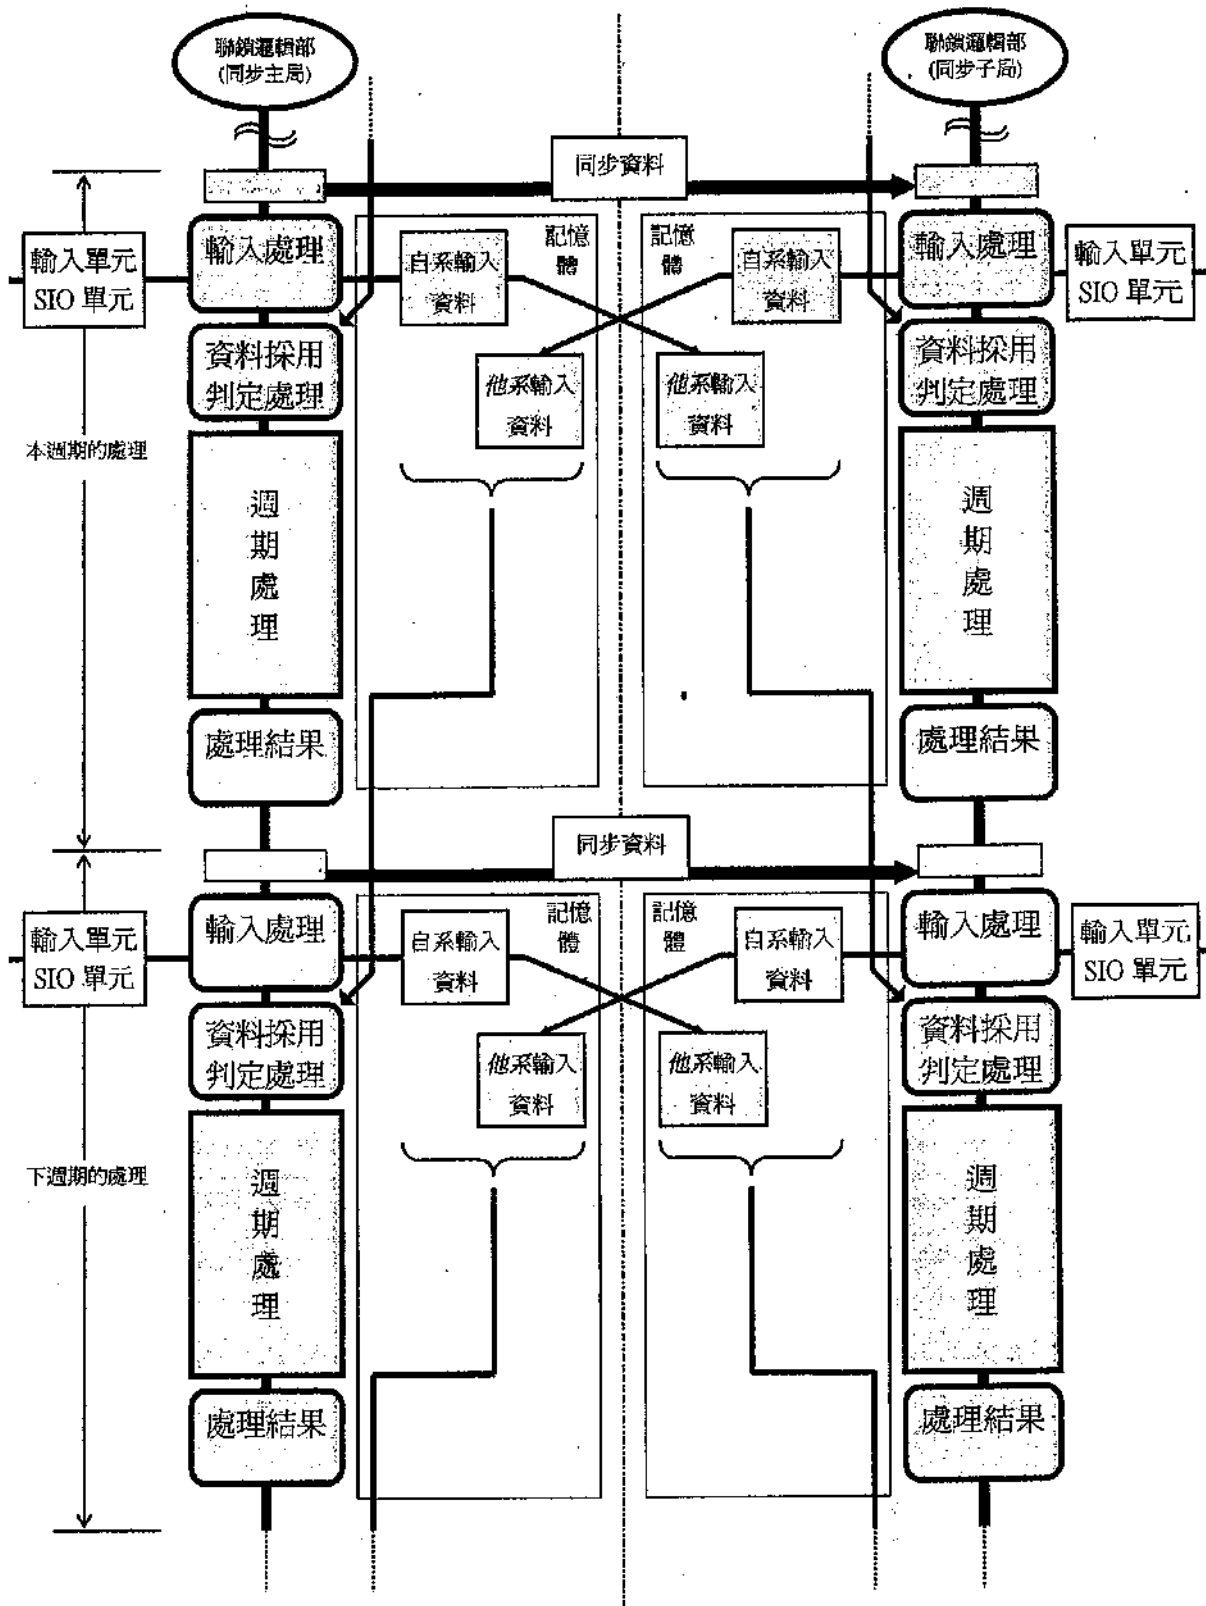 聯鎖邏輯部
(同步主局)
聯鎖邏輯部
(同步子局)
同步資料
輸入單元
SIO 單元
輸入處理
自系輸入
資料
記憶
體
記憶
體
自系輸入
資料
輸入處理
輸入單元
SIO 單元
資料採用
判定處理
他系輸入
資料
他系輸入
資料
資料採用
判定處理
本週期的處理
週
期
處
理
週
期
處
理
處理結果
處理結果
同步資料
輸入單元
SIO 單元
輸入處理
自系輸入
資料
記憶
體
記憶
體
自系輸入
資料
輸入處理
輸入單元
SIO 單元
資料採用
判定處理
他系輸入
資料
他系輸入
資料
資料採用
判定處理
下週期的處理
週
期
處
理
週
期
處
理
處理結果
處理結果